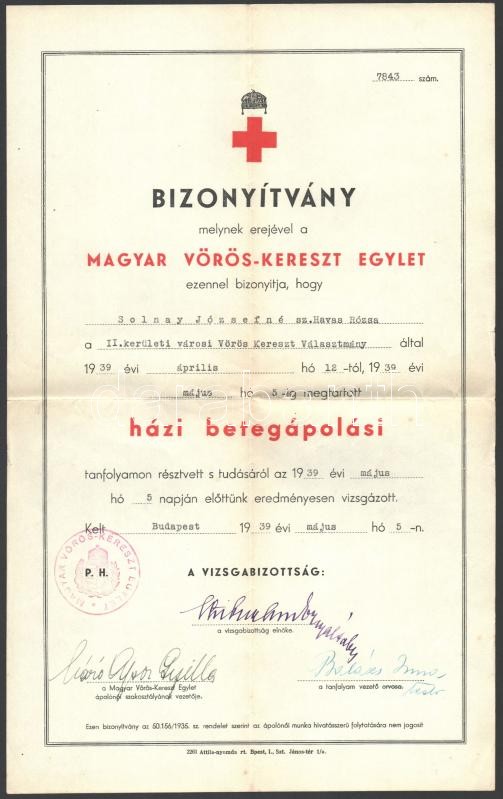 7843 szám.
BIZONYÍTVÁNY
melynek erejével a
MAGYAR VÖRÖS-KERESZT EGYLET
ezennel bizonyítja, hogy
Solnay Józsefné sz.Havas Rózsa
a II.kerületi városi Vörös Kereszt Választmány által
1939 évi április hó 12-től, 1939 évi
május hó 5-ig megtartott
házi betegápolási
tanfolyamon résztvett s tudásáról az 1939 évi május
hó 5 napján előttünk eredményesen vizsgázott.
Kelt Budapest 1939 évi május hó 5-n.
MAGYAR VÖRÖS-KERESZT EGYLET
P. H.
A VIZSGABIZOTTSÁG:
a vizsgabizottság elnöke.
Gizella
a Magyar Vörös-Kereszt Egylet
ápolónői szakosztályának vezetője.
Balázs
a tanfolyam vezető orvosa.
Ezen bizonyítvány az 50.156/1935. sz. rendelet szerint az ápolónői munka hivatásszerű folytatására nem jogosít
2201 Attila-nyomda rt. Bpest, I., Szt. János-tér 1/a.